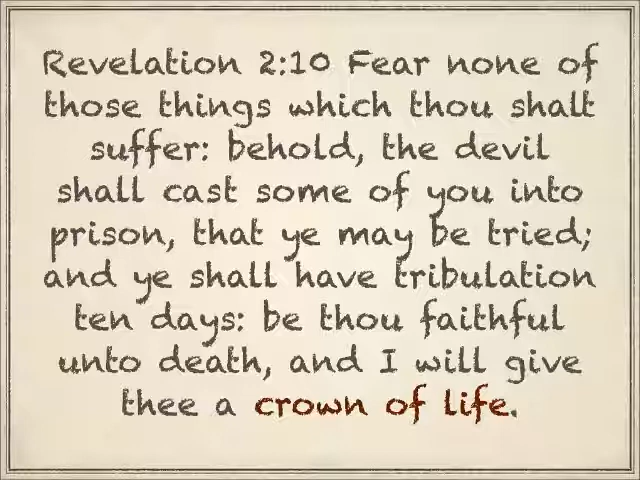 Revelation 2:10 Fear none of
those things which thou shalt
suffer: behold, the devil
shall cast some of you into
prison, that ye may be tried;
and ye shall have tribulation
ten days: be thou faithful
unto death, and I will give
thee a crown of life.